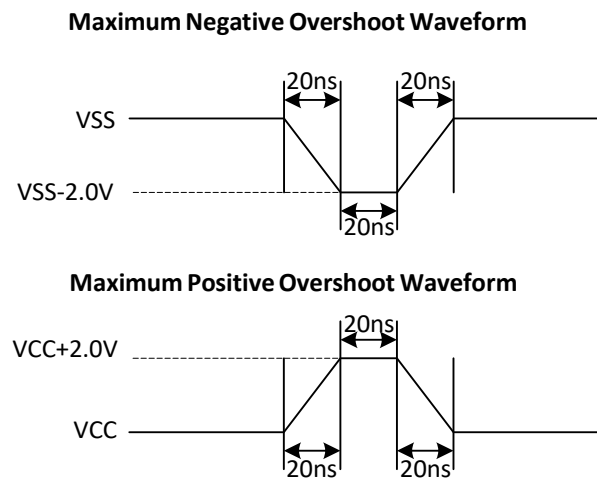 Maximum Negative Overshoot Waveform
20ns 20ns
VSS
VSS-2.0V
20ns
Maximum Positive Overshoot Waveform
20ns
VCC+2.0V
VCC
20ns 20ns